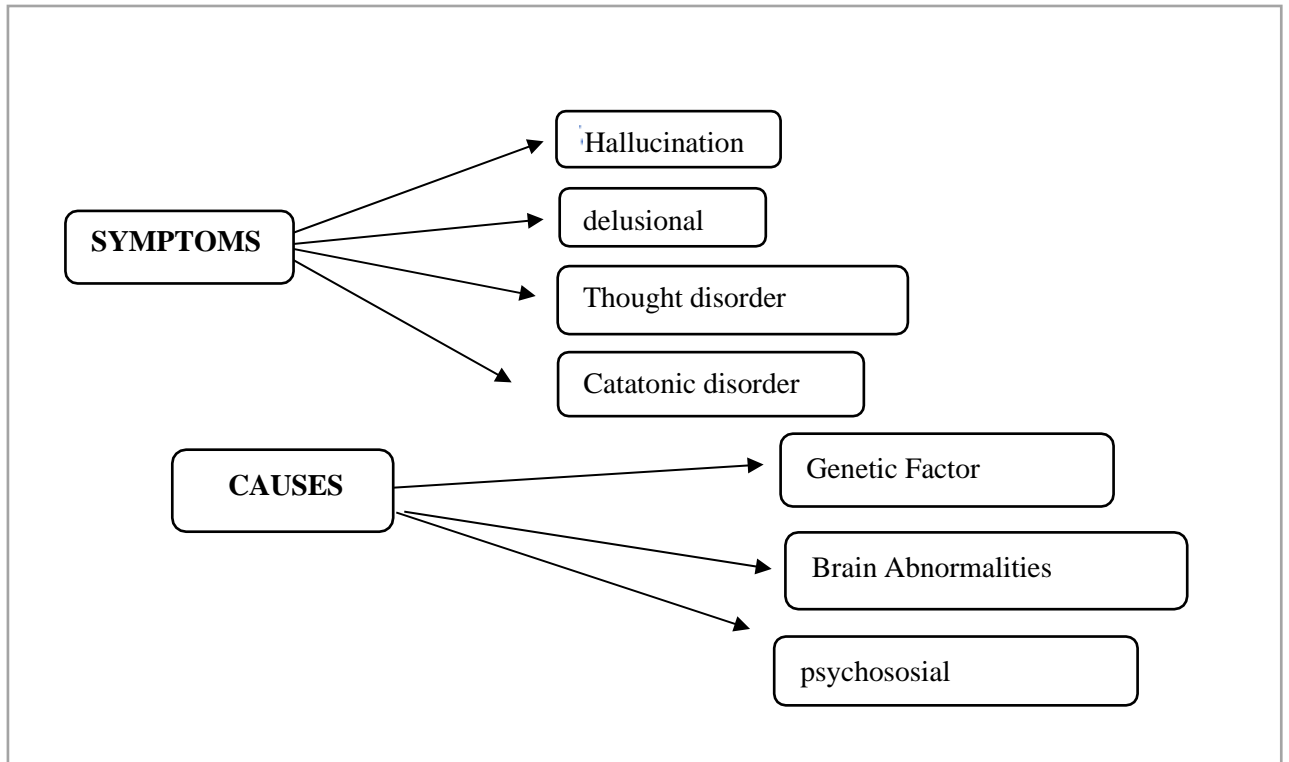 Hallucination
SYMPTOMS
delusional
Thought disorder
Catatonic disorder
CAUSES
Genetic Factor
Brain Abnormalities
psychososial